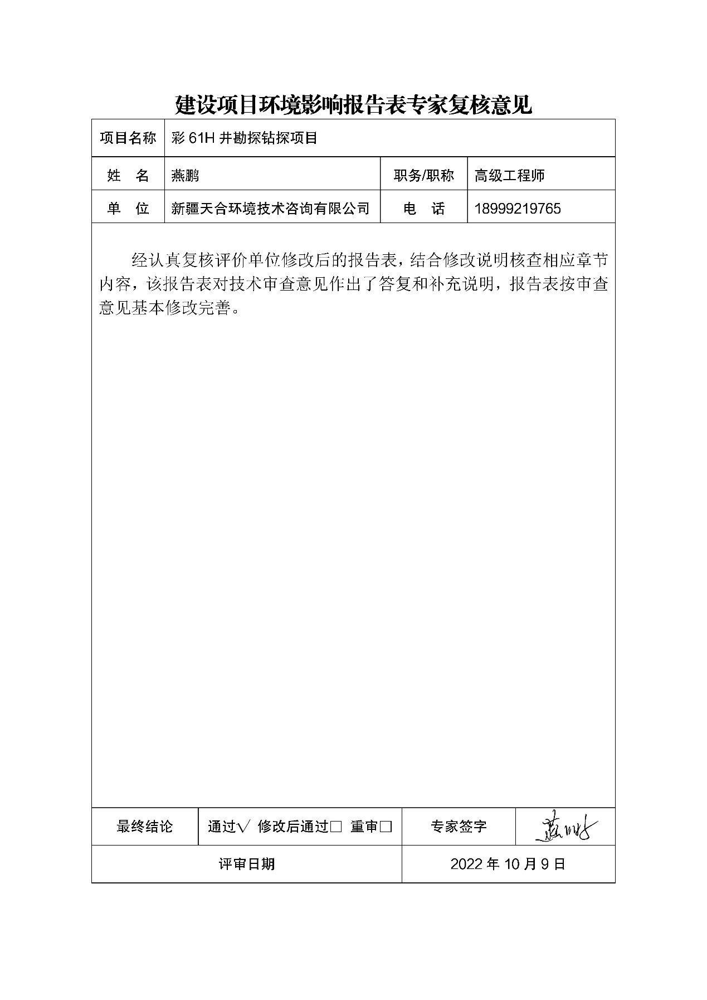 建设项目环境影响报告表专家复核意见
项目名称 彩 61H 井勘探钻探项目
姓 名 燕鹏 职务/职称 高级工程师
单 位 新疆天合环境技术咨询有限公司 电 话 18999219765
经认真复核评价单位修改后的报告表，结合修改说明核查相应章节
内容，该报告表对技术审查意见作出了答复和补充说明，报告表按审查
意见基本修改完善。
最终结论 通过√ 修改后通过□ 重审□ 专家签字 燕鹏
评审日期 2022 年 10 月 9 日